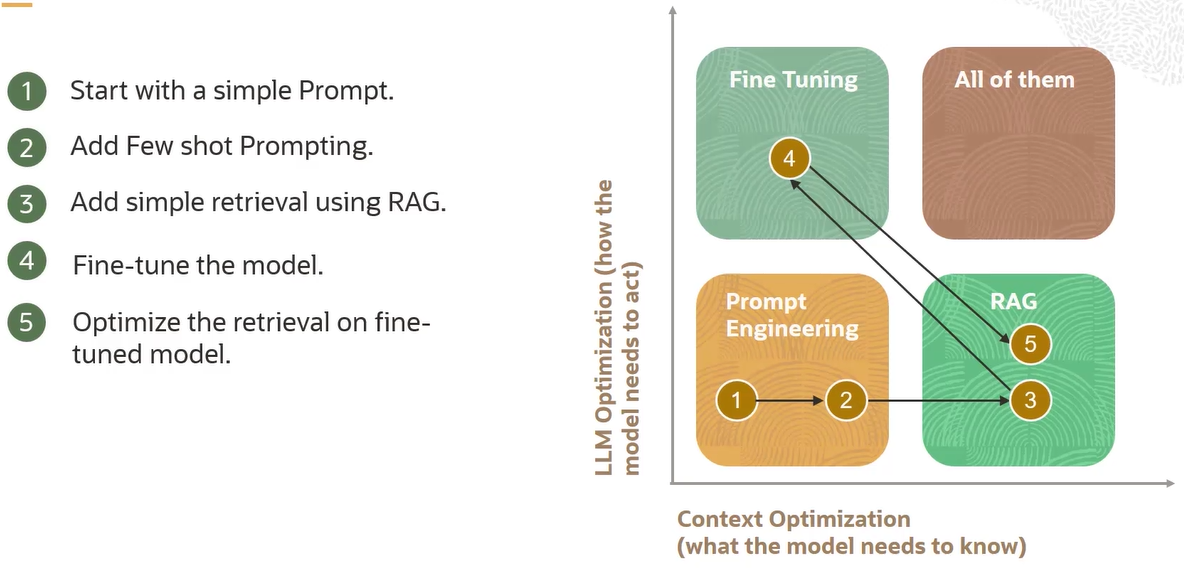 1 Start with a simple Prompt.
2 Add Few shot Prompting.
3 Add simple retrieval using RAG.
4 Fine-tune the model.
5 Optimize the retrieval on fine-
tuned model.
LLM Optimization (how the
model needs to act)
Fine Tuning
4
All of them
Prompt
Engineering
1
2
RAG
5
3
Context Optimization
(what the model needs to know)